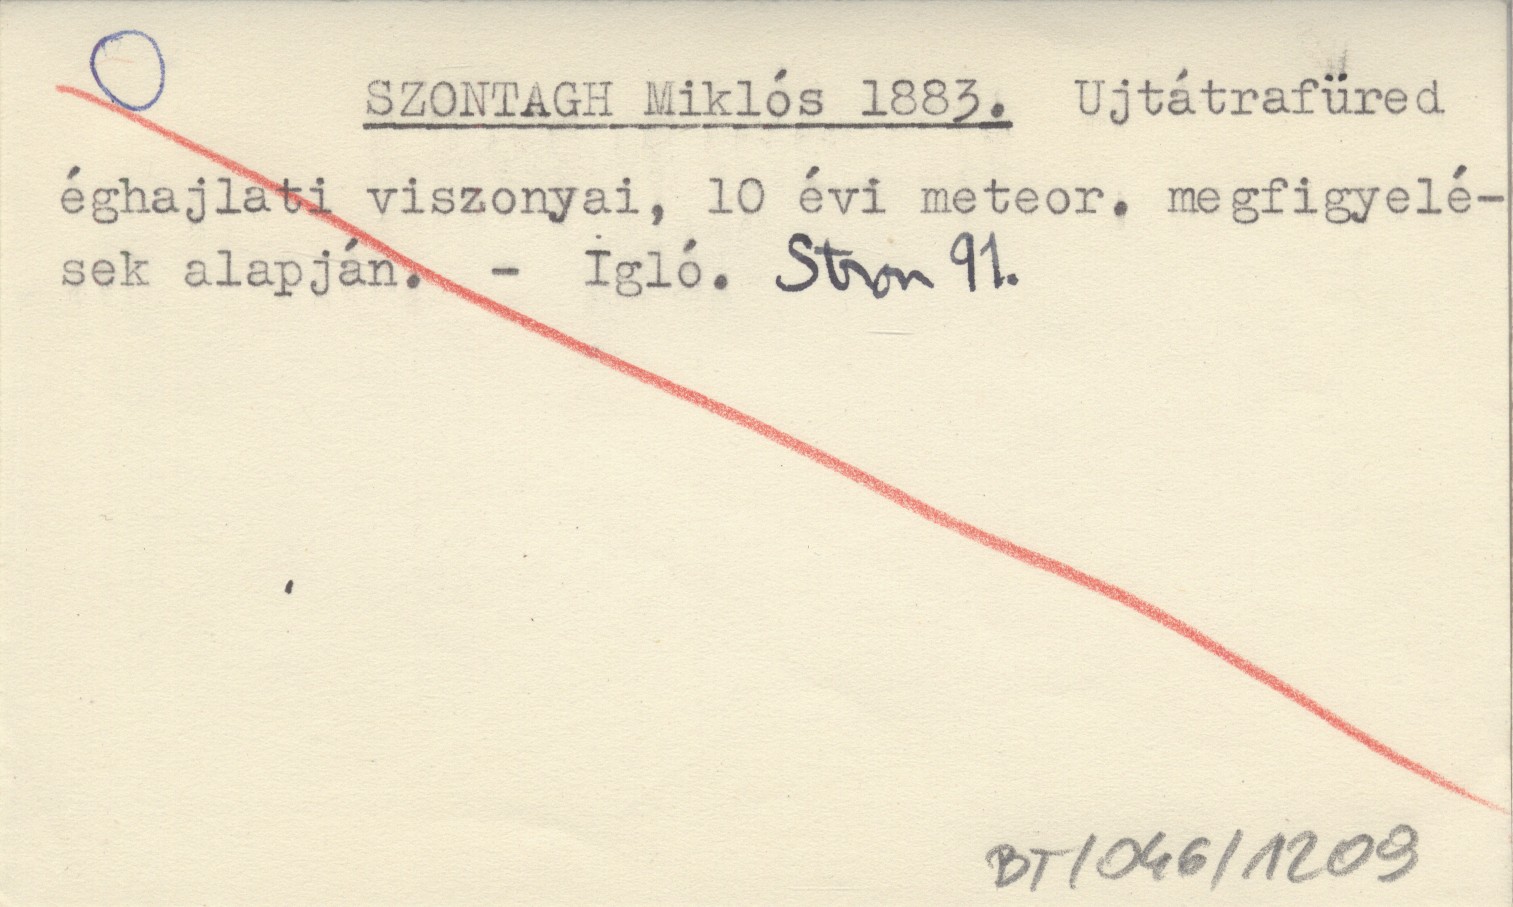 SZONTAGH Miklós 1883. Ujtátrafüred
éghajlati viszonyai, 10 évi meteor. megfigyelé-
sek alapján. - Igló. Stron 91.
BT/046/1209